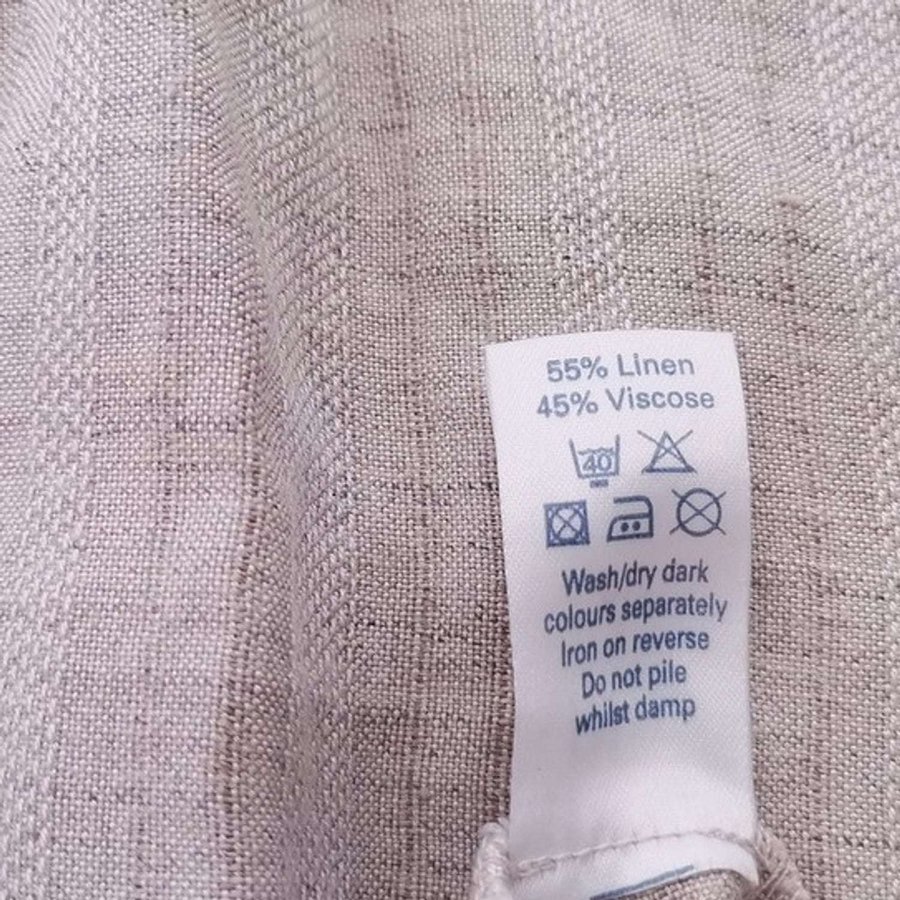 55% Linen
45% Viscose
40
Wash/dry dark
colours separately
Iron on reverse
Do not pile
whilst damp